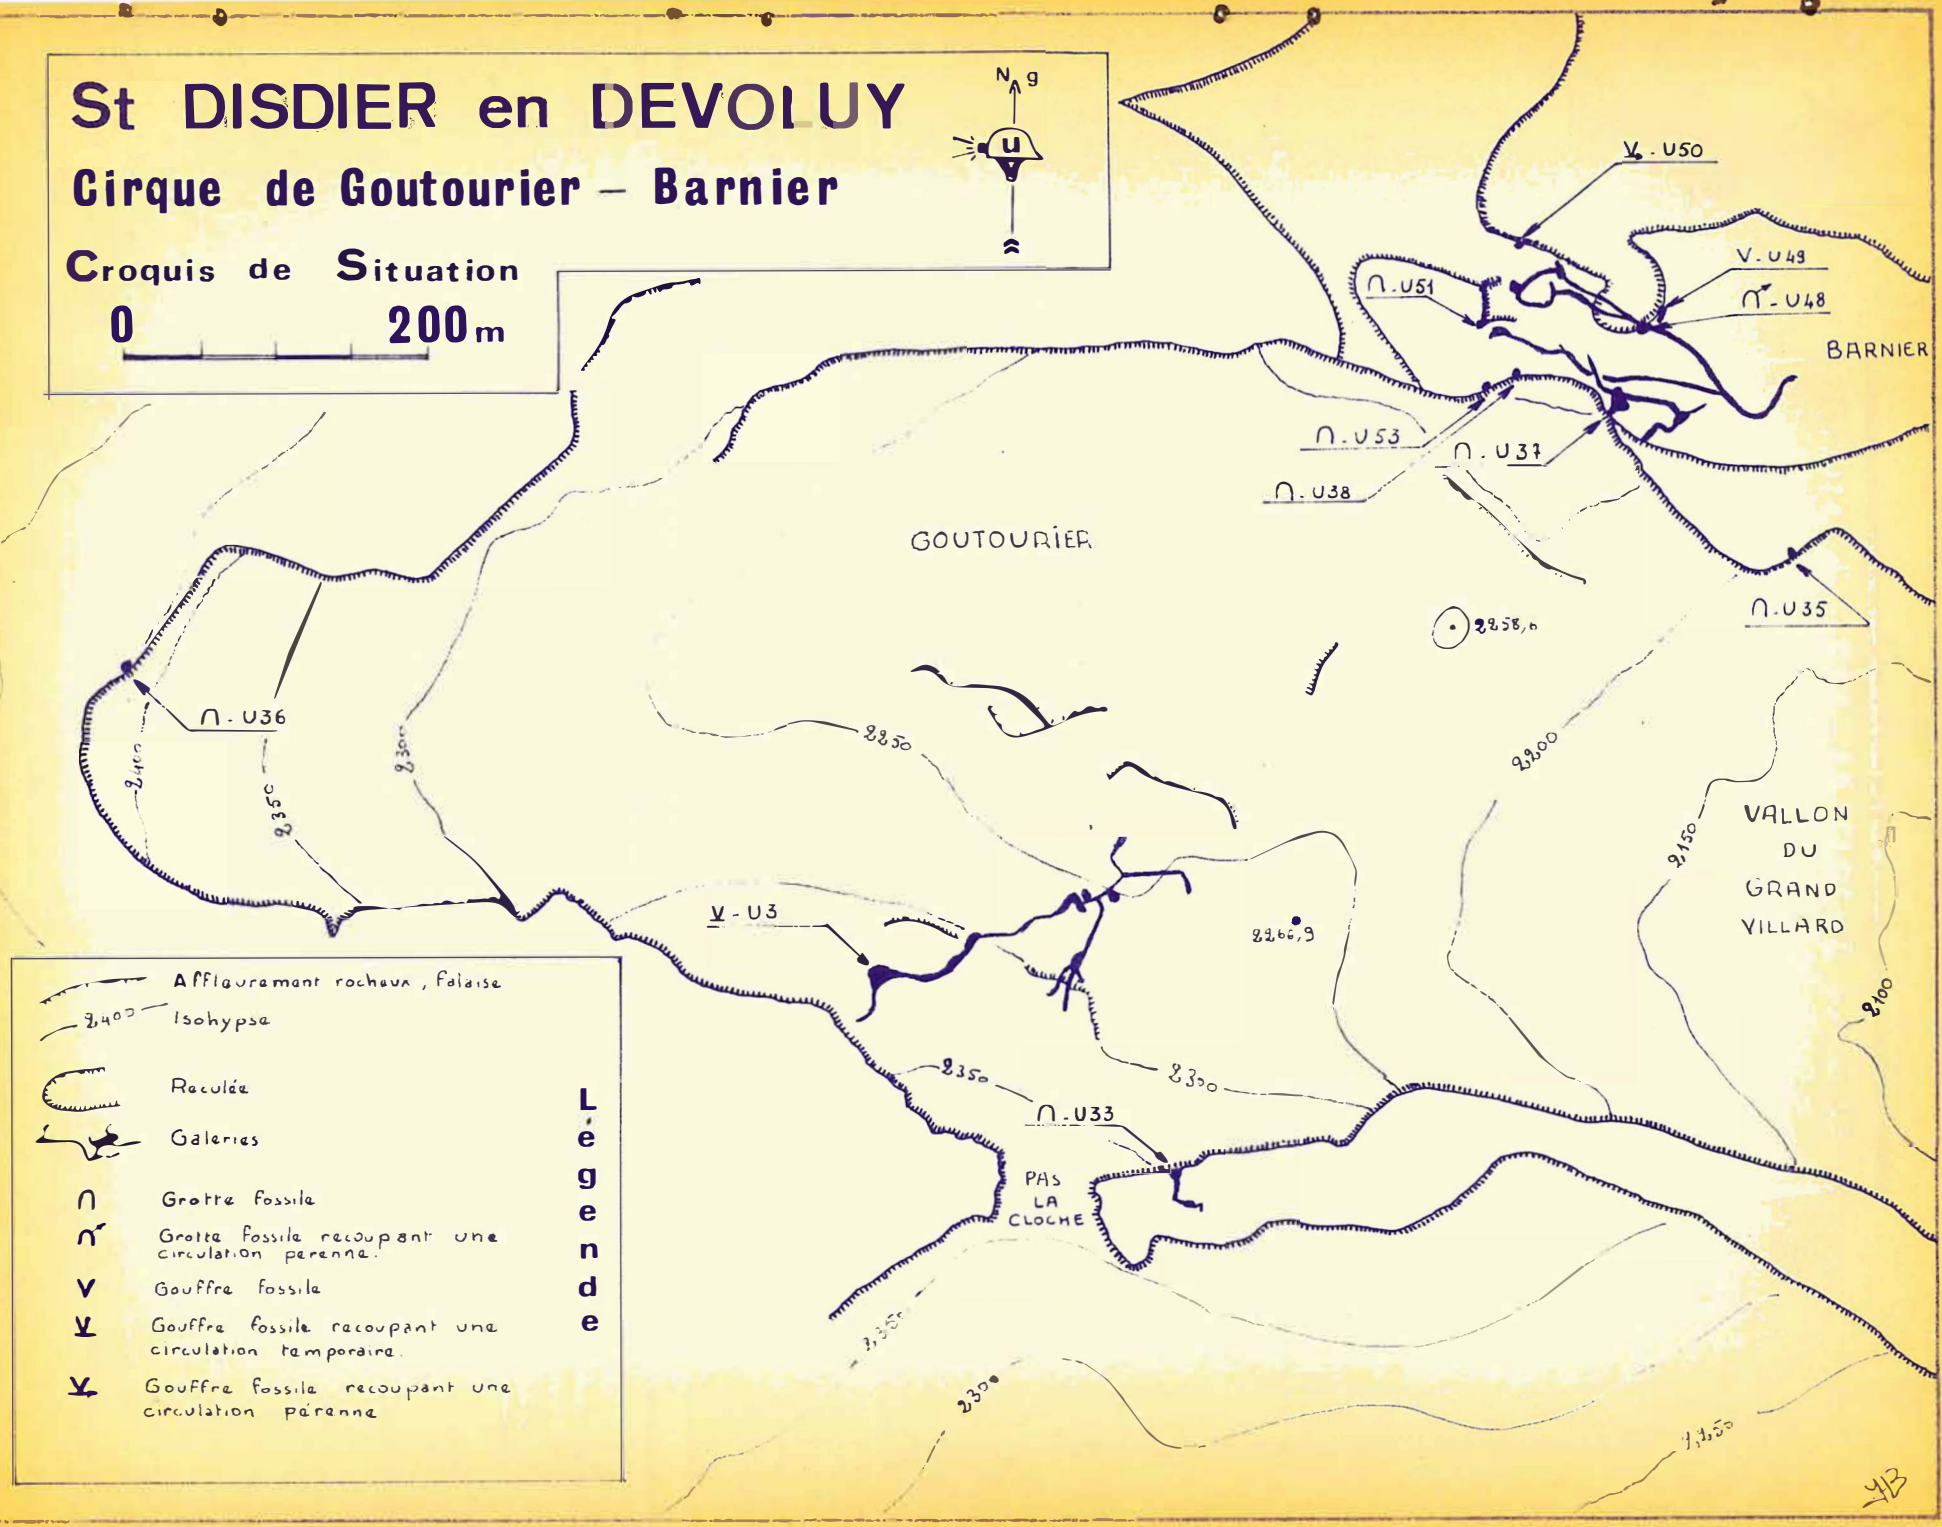 St DISDIER en DEVOLUY
Cirque de Goutourier – Barnier
Croquis de Situation
0 200m
N g
u
V. U50
V. U49
n. U48
n. U51
BARNIER
n. U53
n. U37
n. U38
GOUTOURIER
2258,6
n. U35
n. U36
2400
2350
2300
2250
2200
2150
VALLON
DU
GRAND
VILLARD
2100
V - U3
2266,9
2350
2300
n. U33
PAS
LA
CLOCHE
2350
2300
2250
Affleurement rocheux, Falaise
2400
Isohypse
Reculée
Galeries
n Grotte fossile
n Grotte fossile recoupant une
circulation perenne.
V Gouffre fossile
V Gouffre fossile recoupant une
circulation temporaire.
V Gouffre fossile recoupant une
circulation pérenne
Légende
YB